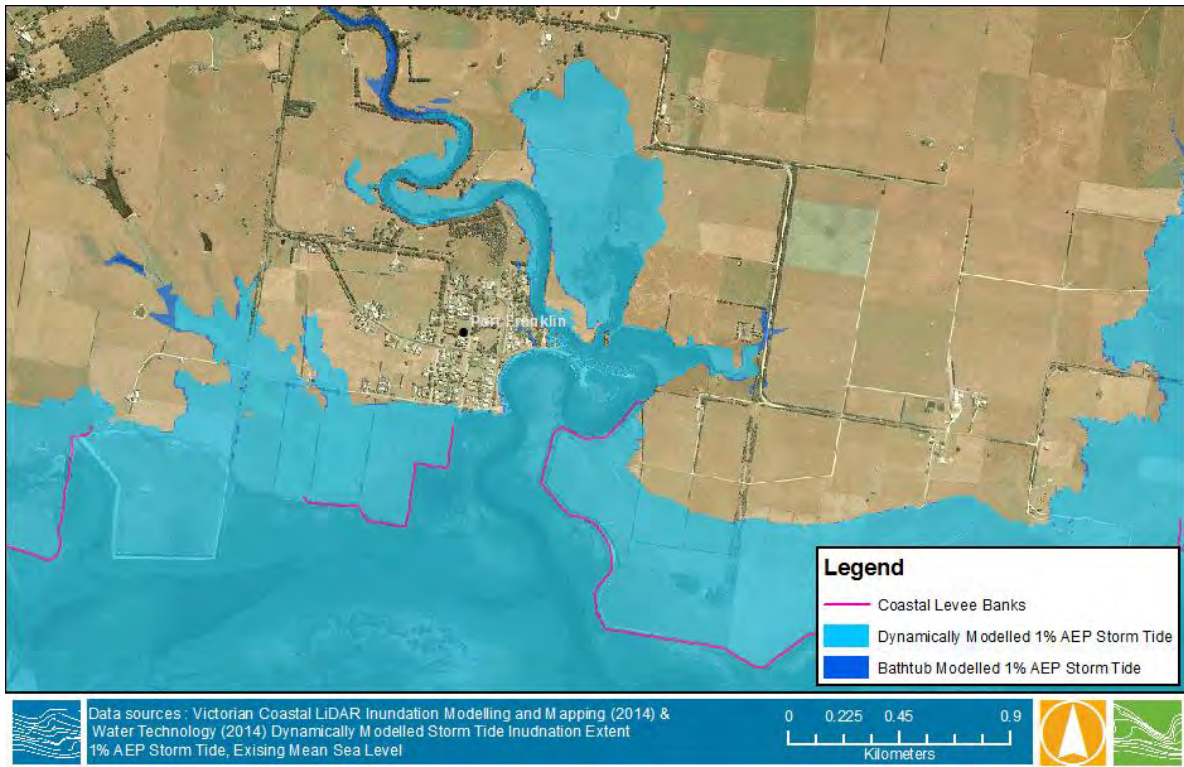 Port Franklin
Legend
Coastal Levee Banks
Dynamically Modelled 1% AEP Storm Tide
Bathtub Modelled 1% AEP Storm Tide
Data sources : Victorian Coastal LiDAR Inundation Modelling and Mapping (2014) &
Water Technology (2014) Dynamically Modelled Storm Tide Inudnation Extent
1% AEP Storm Tide, Exising Mean Sea Level
0 0.225 0.45 0.9
Kilometers